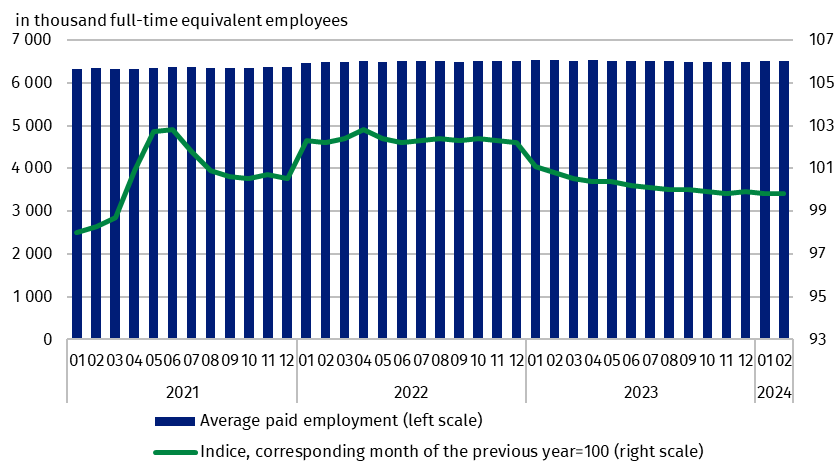 in thousand full-time equivalent employees
7 000 107
6 000 105
5 000 103
4 000 101
3 000 99
2 000 97
1 000 95
0 93
01 02 03 04 05 06 07 08 09 10 11 12 01 02 03 04 05 06 07 08 09 10 11 12 01 02 03 04 05 06 07 08 09 10 11 12 01 02
2021 2022 2023 2024
Average paid employment (left scale)
Indice, corresponding month of the previous year=100 (right scale)